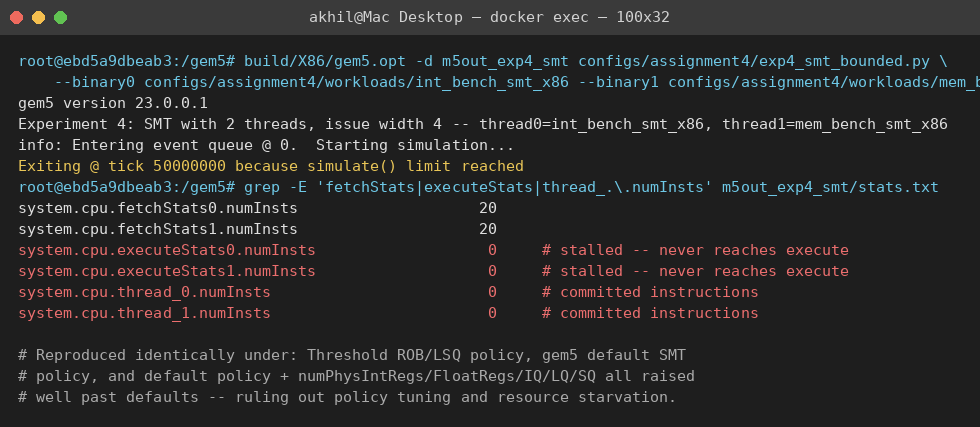 akhil@Mac Desktop — docker exec — 100x32
root@ebd5a9dbeab3:/gem5# build/X86/gem5.opt -d m5out_exp4_smt configs/assignment4/exp4_smt_bounded.py \
--binary0 configs/assignment4/workloads/int_bench_smt_x86 --binary1 configs/assignment4/workloads/mem_b
gem5 version 23.0.0.1
Experiment 4: SMT with 2 threads, issue width 4 -- thread0=int_bench_smt_x86, thread1=mem_bench_smt_x86
info: Entering event queue @ 0.  Starting simulation...
Exiting @ tick 50000000 because simulate() limit reached
root@ebd5a9dbeab3:/gem5# grep -E 'fetchStats|executeStats|thread_.\.numInsts' m5out_exp4_smt/stats.txt
system.cpu.fetchStats0.numInsts                    20
system.cpu.fetchStats1.numInsts                    20
system.cpu.executeStats0.numInsts                   0     # stalled -- never reaches execute
system.cpu.executeStats1.numInsts                   0     # stalled -- never reaches execute
system.cpu.thread_0.numInsts                        0     # committed instructions
system.cpu.thread_1.numInsts                        0     # committed instructions
# Reproduced identically under: Threshold ROB/LSQ policy, gem5 default SMT
# policy, and default policy + numPhysIntRegs/FloatRegs/IQ/LQ/SQ all raised
# well past defaults -- ruling out policy tuning and resource starvation.